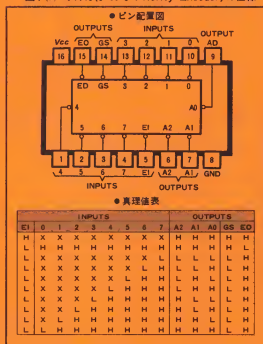 ●ピン配置図
OUTPUTS INPUTS OUTPUT
Vcc EO GS 3 2 1 0 AD
16 15 14 13 12 11 10 9
EO GS 3 2 1 0
4 A0
5 6 7 EI A2 A1
1 2 3 4 5 6 7 8
4 5 6 7 EI A2 A1 GND
INPUTS OUTPUTS
●真理値表
INPUTS OUTPUTS
EI 0 1 2 3 4 5 6 7 A2 A1 A0 GS EO
H X X X X X X X X H H H H H
L H H H H H H H H H H H H L
L X X X X X X X L L L L L H
L X X X X X X L H L L H L H
L X X X X X L H H L H L L H
L X X X X L H H H L H H L H
L X X X L H H H H H L L L H
L X X L H H H H H H L H L H
L X L H H H H H H H H L L H
L L H H H H H H H H H H L H